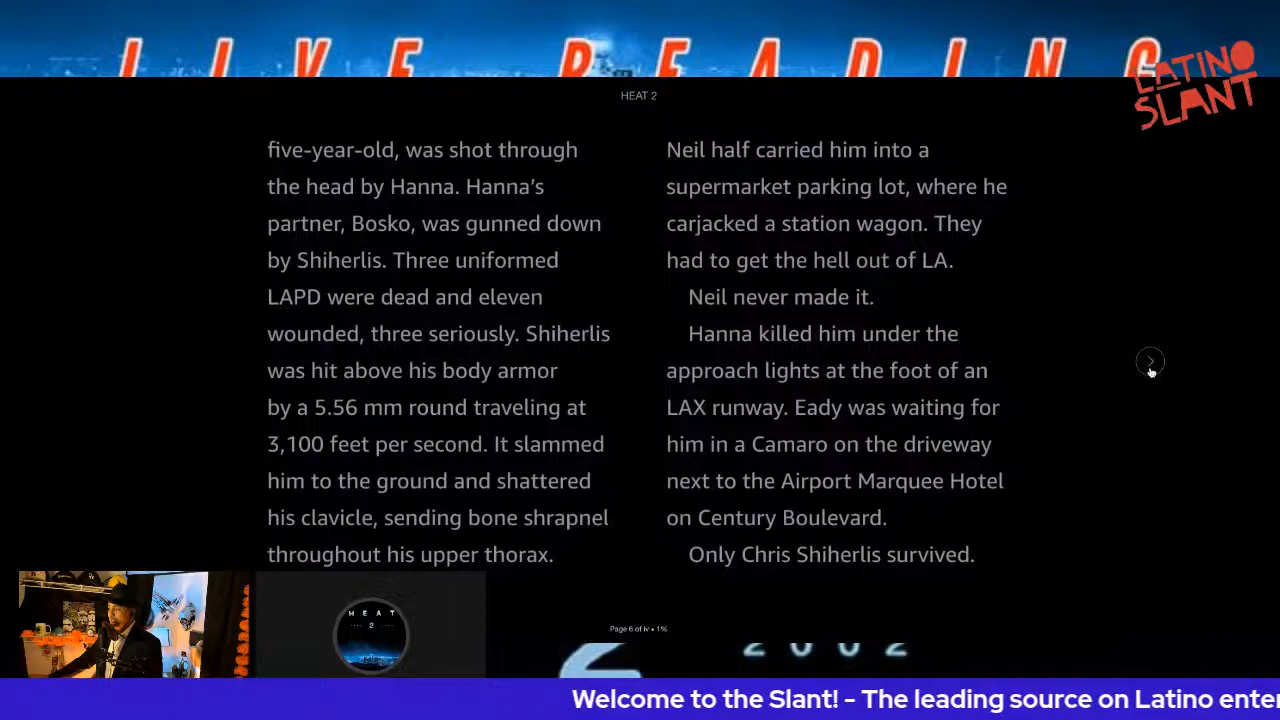 LIVE READING
LATINO
SLANT
HEAT 2
five-year-old, was shot through
the head by Hanna. Hanna’s
partner, Bosko, was gunned down
by Shiherlis. Three uniformed
LAPD were dead and eleven
wounded, three seriously. Shiherlis
was hit above his body armor
by a 5.56 mm round traveling at
3,100 feet per second. It slammed
him to the ground and shattered
his clavicle, sending bone shrapnel
throughout his upper thorax.
Neil half carried him into a
supermarket parking lot, where he
carjacked a station wagon. They
had to get the hell out of LA.
Neil never made it.
Hanna killed him under the
approach lights at the foot of an
LAX runway. Eady was waiting for
him in a Camaro on the driveway
next to the Airport Marquee Hotel
on Century Boulevard.
Only Chris Shiherlis survived.
HEAT
2
Page 6 of iv • 1%
2002
Welcome to the Slant! - The leading source on Latino enter